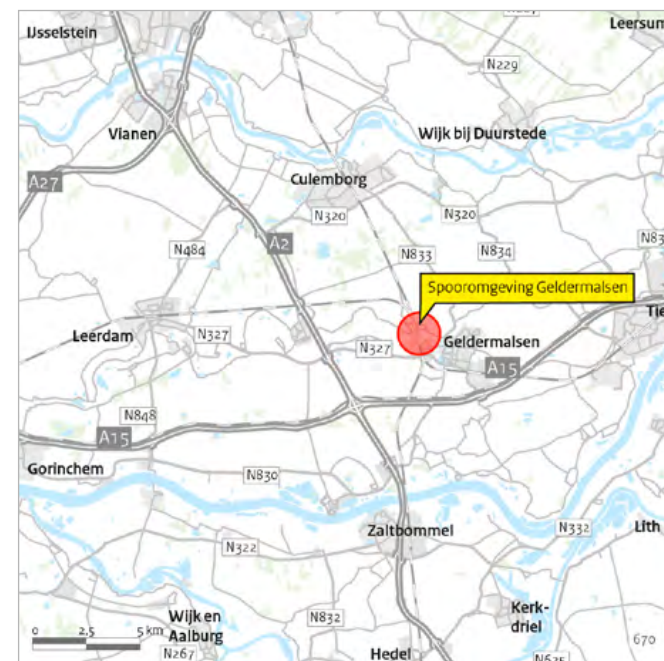 IJsselstein
Leersum
N229
Vianen
Wijk bij Duurstede
A27
Culemborg
N320
N320
A2
N484
N833
N834
Spooromgeving Geldermalsen
Leerdam
N327
N327
Geldermalsen
A15
N848
A15
Gorinchem
N830
Zaltbommel
N332
Lith
N322
Kerk-
driel
Wijk en
Aalburg
N832
0 2,5 5 km
N267
Hedel
670